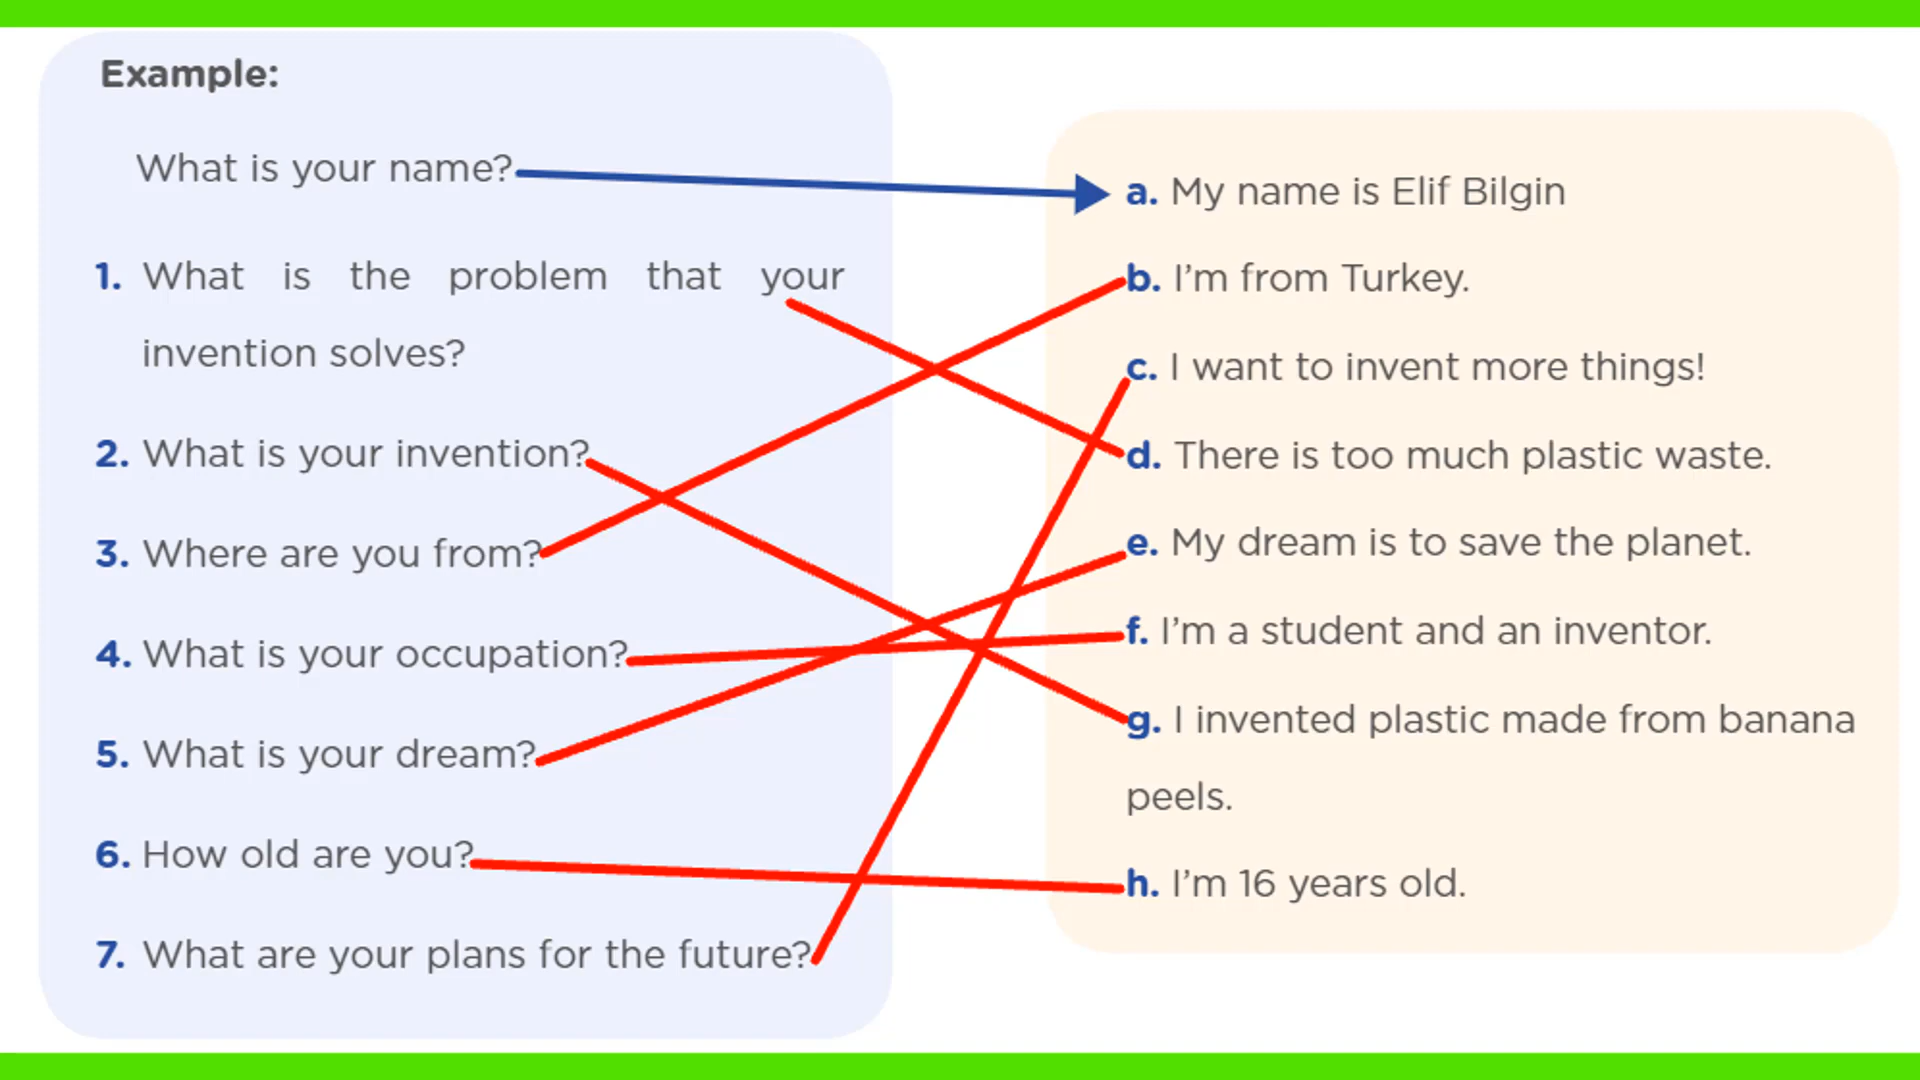 Example:
What is your name?
1. What is the problem that your
invention solves?
2. What is your invention?
3. Where are you from?
4. What is your occupation?
5. What is your dream?
6. How old are you?
7. What are your plans for the future?
a. My name is Elif Bilgin
b. I'm from Turkey.
c. I want to invent more things!
d. There is too much plastic waste.
e. My dream is to save the planet.
f. I'm a student and an inventor.
g. I invented plastic made from banana
peels.
h. I'm 16 years old.